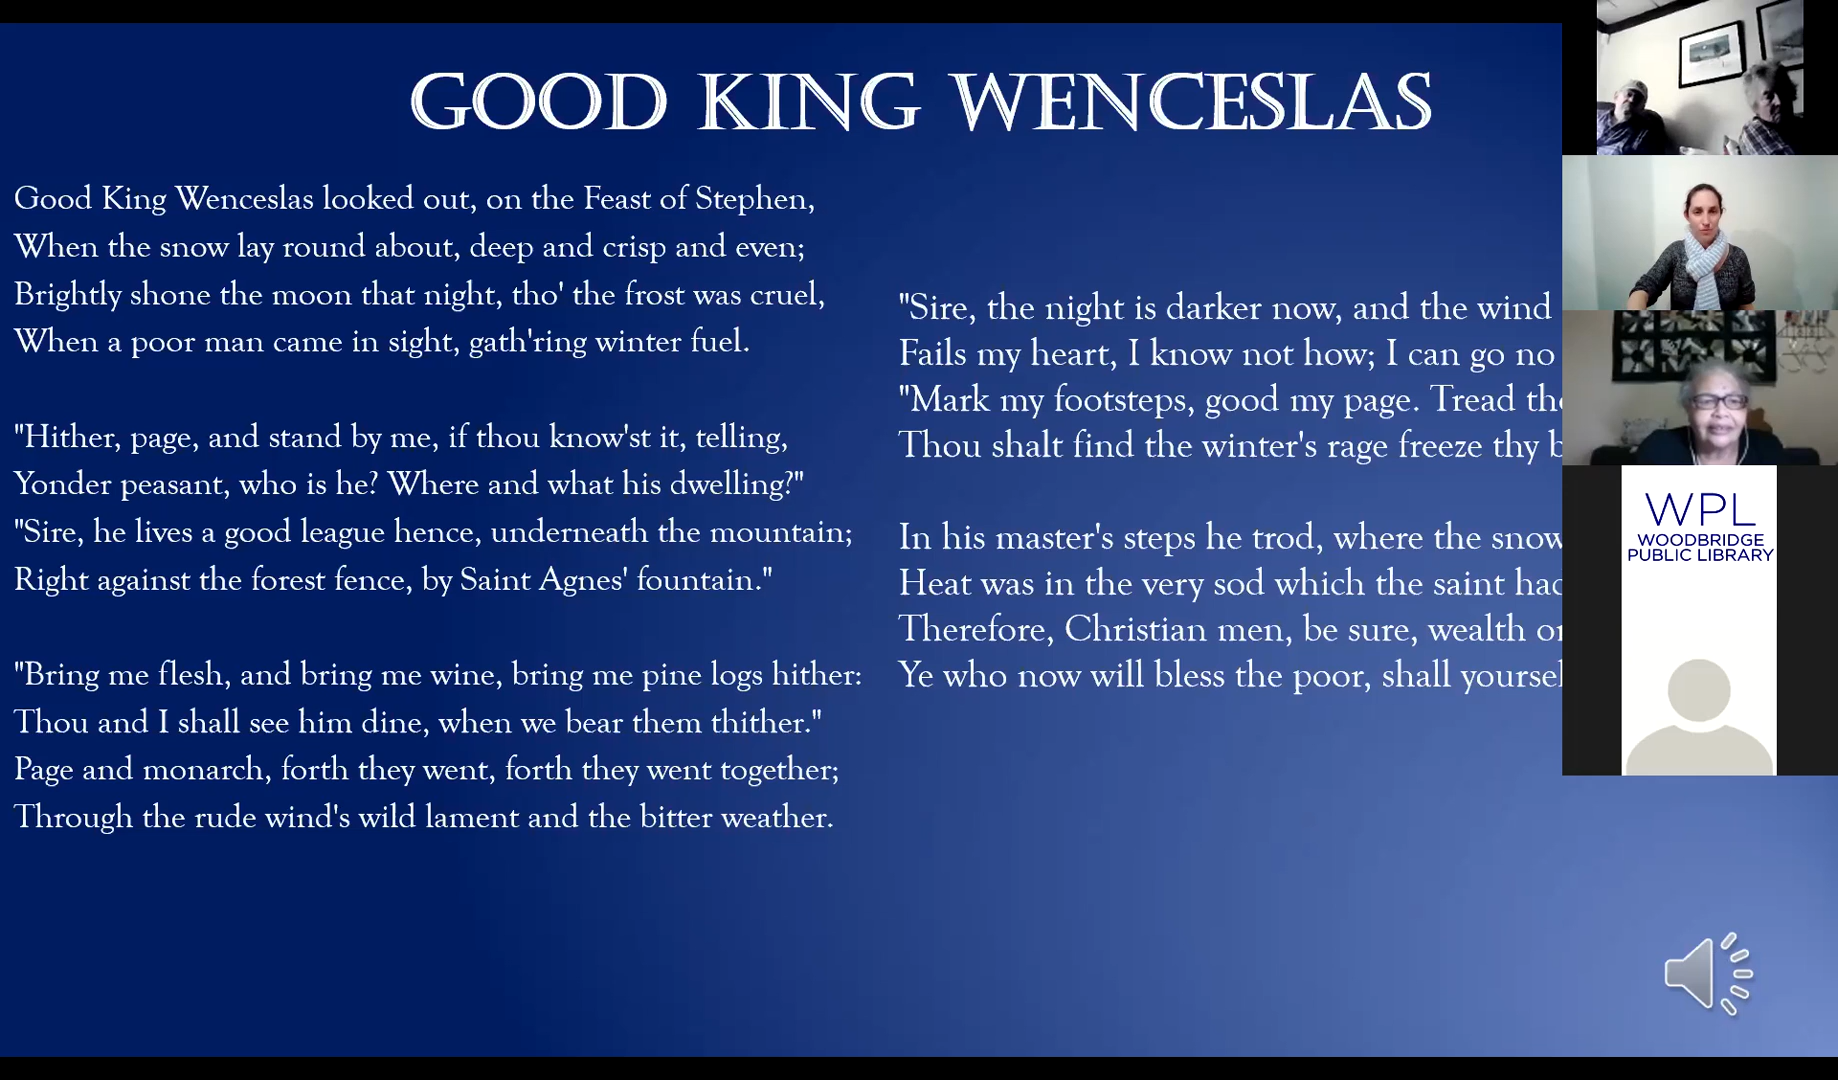 GOOD KING WENCESLAS
Good King Wenceslas looked out, on the Feast of Stephen,
When the snow lay round about, deep and crisp and even;
Brightly shone the moon that night, tho' the frost was cruel,
When a poor man came in sight, gath'ring winter fuel.
"Hither, page, and stand by me, if thou know'st it, telling,
Yonder peasant, who is he? Where and what his dwelling?"
"Sire, he lives a good league hence, underneath the mountain;
Right against the forest fence, by Saint Agnes' fountain."
"Bring me flesh, and bring me wine, bring me pine logs hither:
Thou and I shall see him dine, when we bear them thither."
Page and monarch, forth they went, forth they went together;
Through the rude wind's wild lament and the bitter weather.
"Sire, the night is darker now, and the wind
Fails my heart, I know not how; I can go no
"Mark my footsteps, good my page. Tread
Thou shalt find the winter's rage freeze thy
In his master's steps he trod, where the snow
Heat was in the very sod which the saint
Therefore, Christian men, be sure, wealth
Ye who now will bless the poor, shall
WPL
WOODBRIDGE
PUBLIC LIBRARY